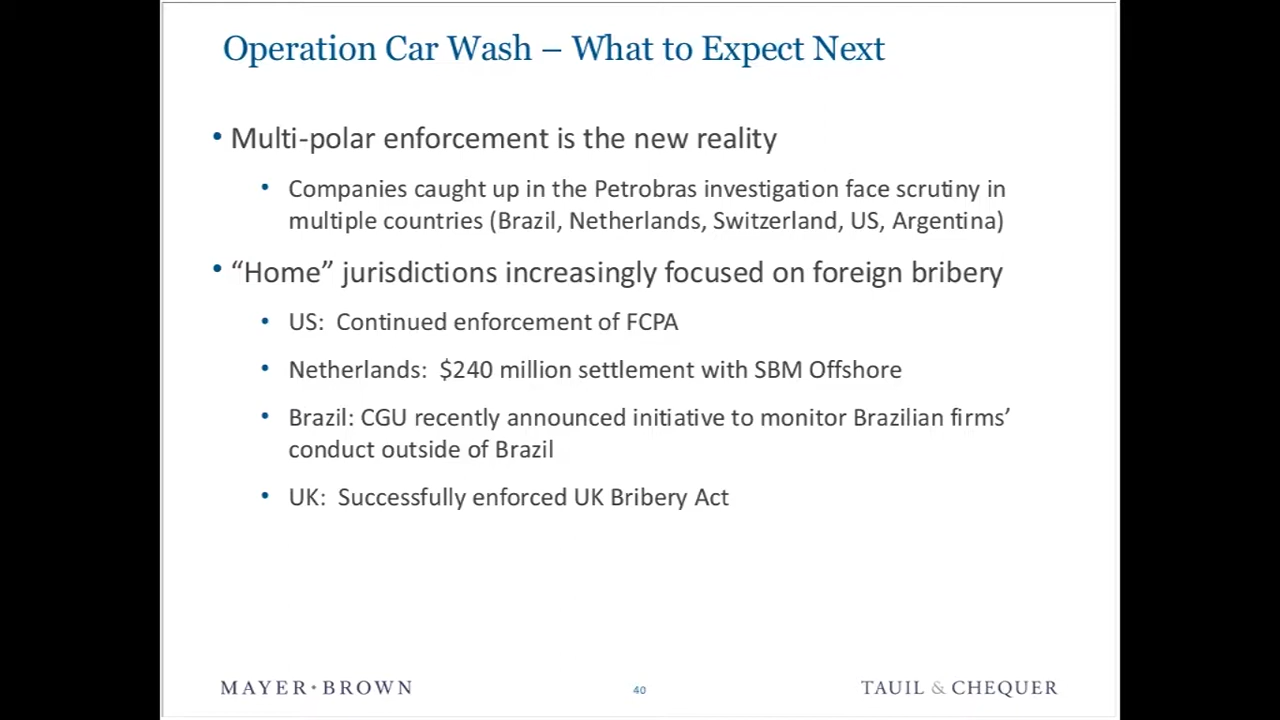 Operation Car Wash – What to Expect Next
• Multi-polar enforcement is the new reality
• Companies caught up in the Petrobras investigation face scrutiny in
multiple countries (Brazil, Netherlands, Switzerland, US, Argentina)
• “Home” jurisdictions increasingly focused on foreign bribery
• US:  Continued enforcement of FCPA
• Netherlands:  $240 million settlement with SBM Offshore
• Brazil: CGU recently announced initiative to monitor Brazilian firms’
conduct outside of Brazil
• UK:  Successfully enforced UK Bribery Act
MAYER • BROWN
40
TAUIL & CHEQUER